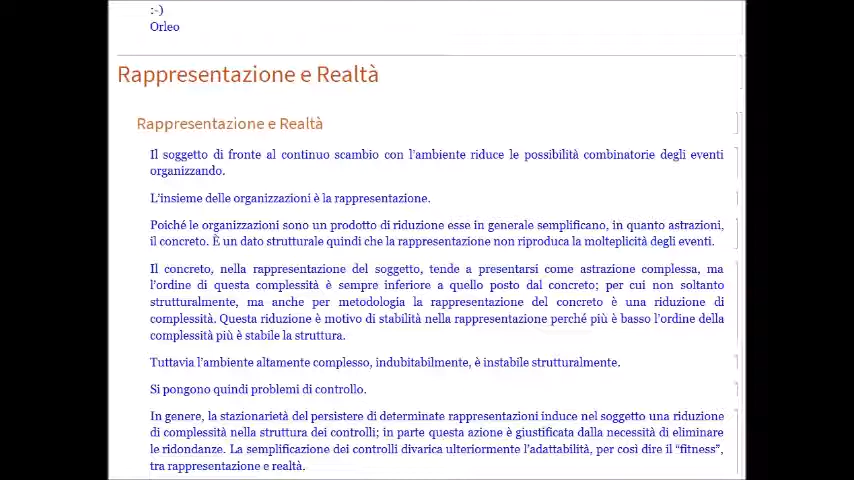 :-)
Orleo
Rappresentazione e Realtà
Rappresentazione e Realtà
Il soggetto di fronte al continuo scambio con l'ambiente riduce le possibilità combinatorie degli eventi
organizzando.
L'insieme delle organizzazioni è la rappresentazione.
Poiché le organizzazioni sono un prodotto di riduzione esse in generale semplificano, in quanto astrazioni,
il concreto. È un dato strutturale quindi che la rappresentazione non riproduca la molteplicità degli eventi.
Il concreto, nella rappresentazione del soggetto, tende a presentarsi come astrazione complessa, ma
l'ordine di questa complessità è sempre inferiore a quello posto dal concreto; per cui non soltanto
strutturalmente, ma anche per metodologia la rappresentazione del concreto è una riduzione di
complessità. Questa riduzione è motivo di stabilità nella rappresentazione perché più è basso l'ordine della
complessità più è stabile la struttura.
Tuttavia l'ambiente altamente complesso, indubitabilmente, è instabile strutturalmente.
Si pongono quindi problemi di controllo.
In genere, la stazionarietà del persistere di determinate rappresentazioni induce nel soggetto una riduzione
di complessità nella struttura dei controlli; in parte questa azione è giustificata dalla necessità di eliminare
le ridondanze. La semplificazione dei controlli divarica ulteriormente l'adattabilità, per così dire il "fitness",
tra rappresentazione e realtà.